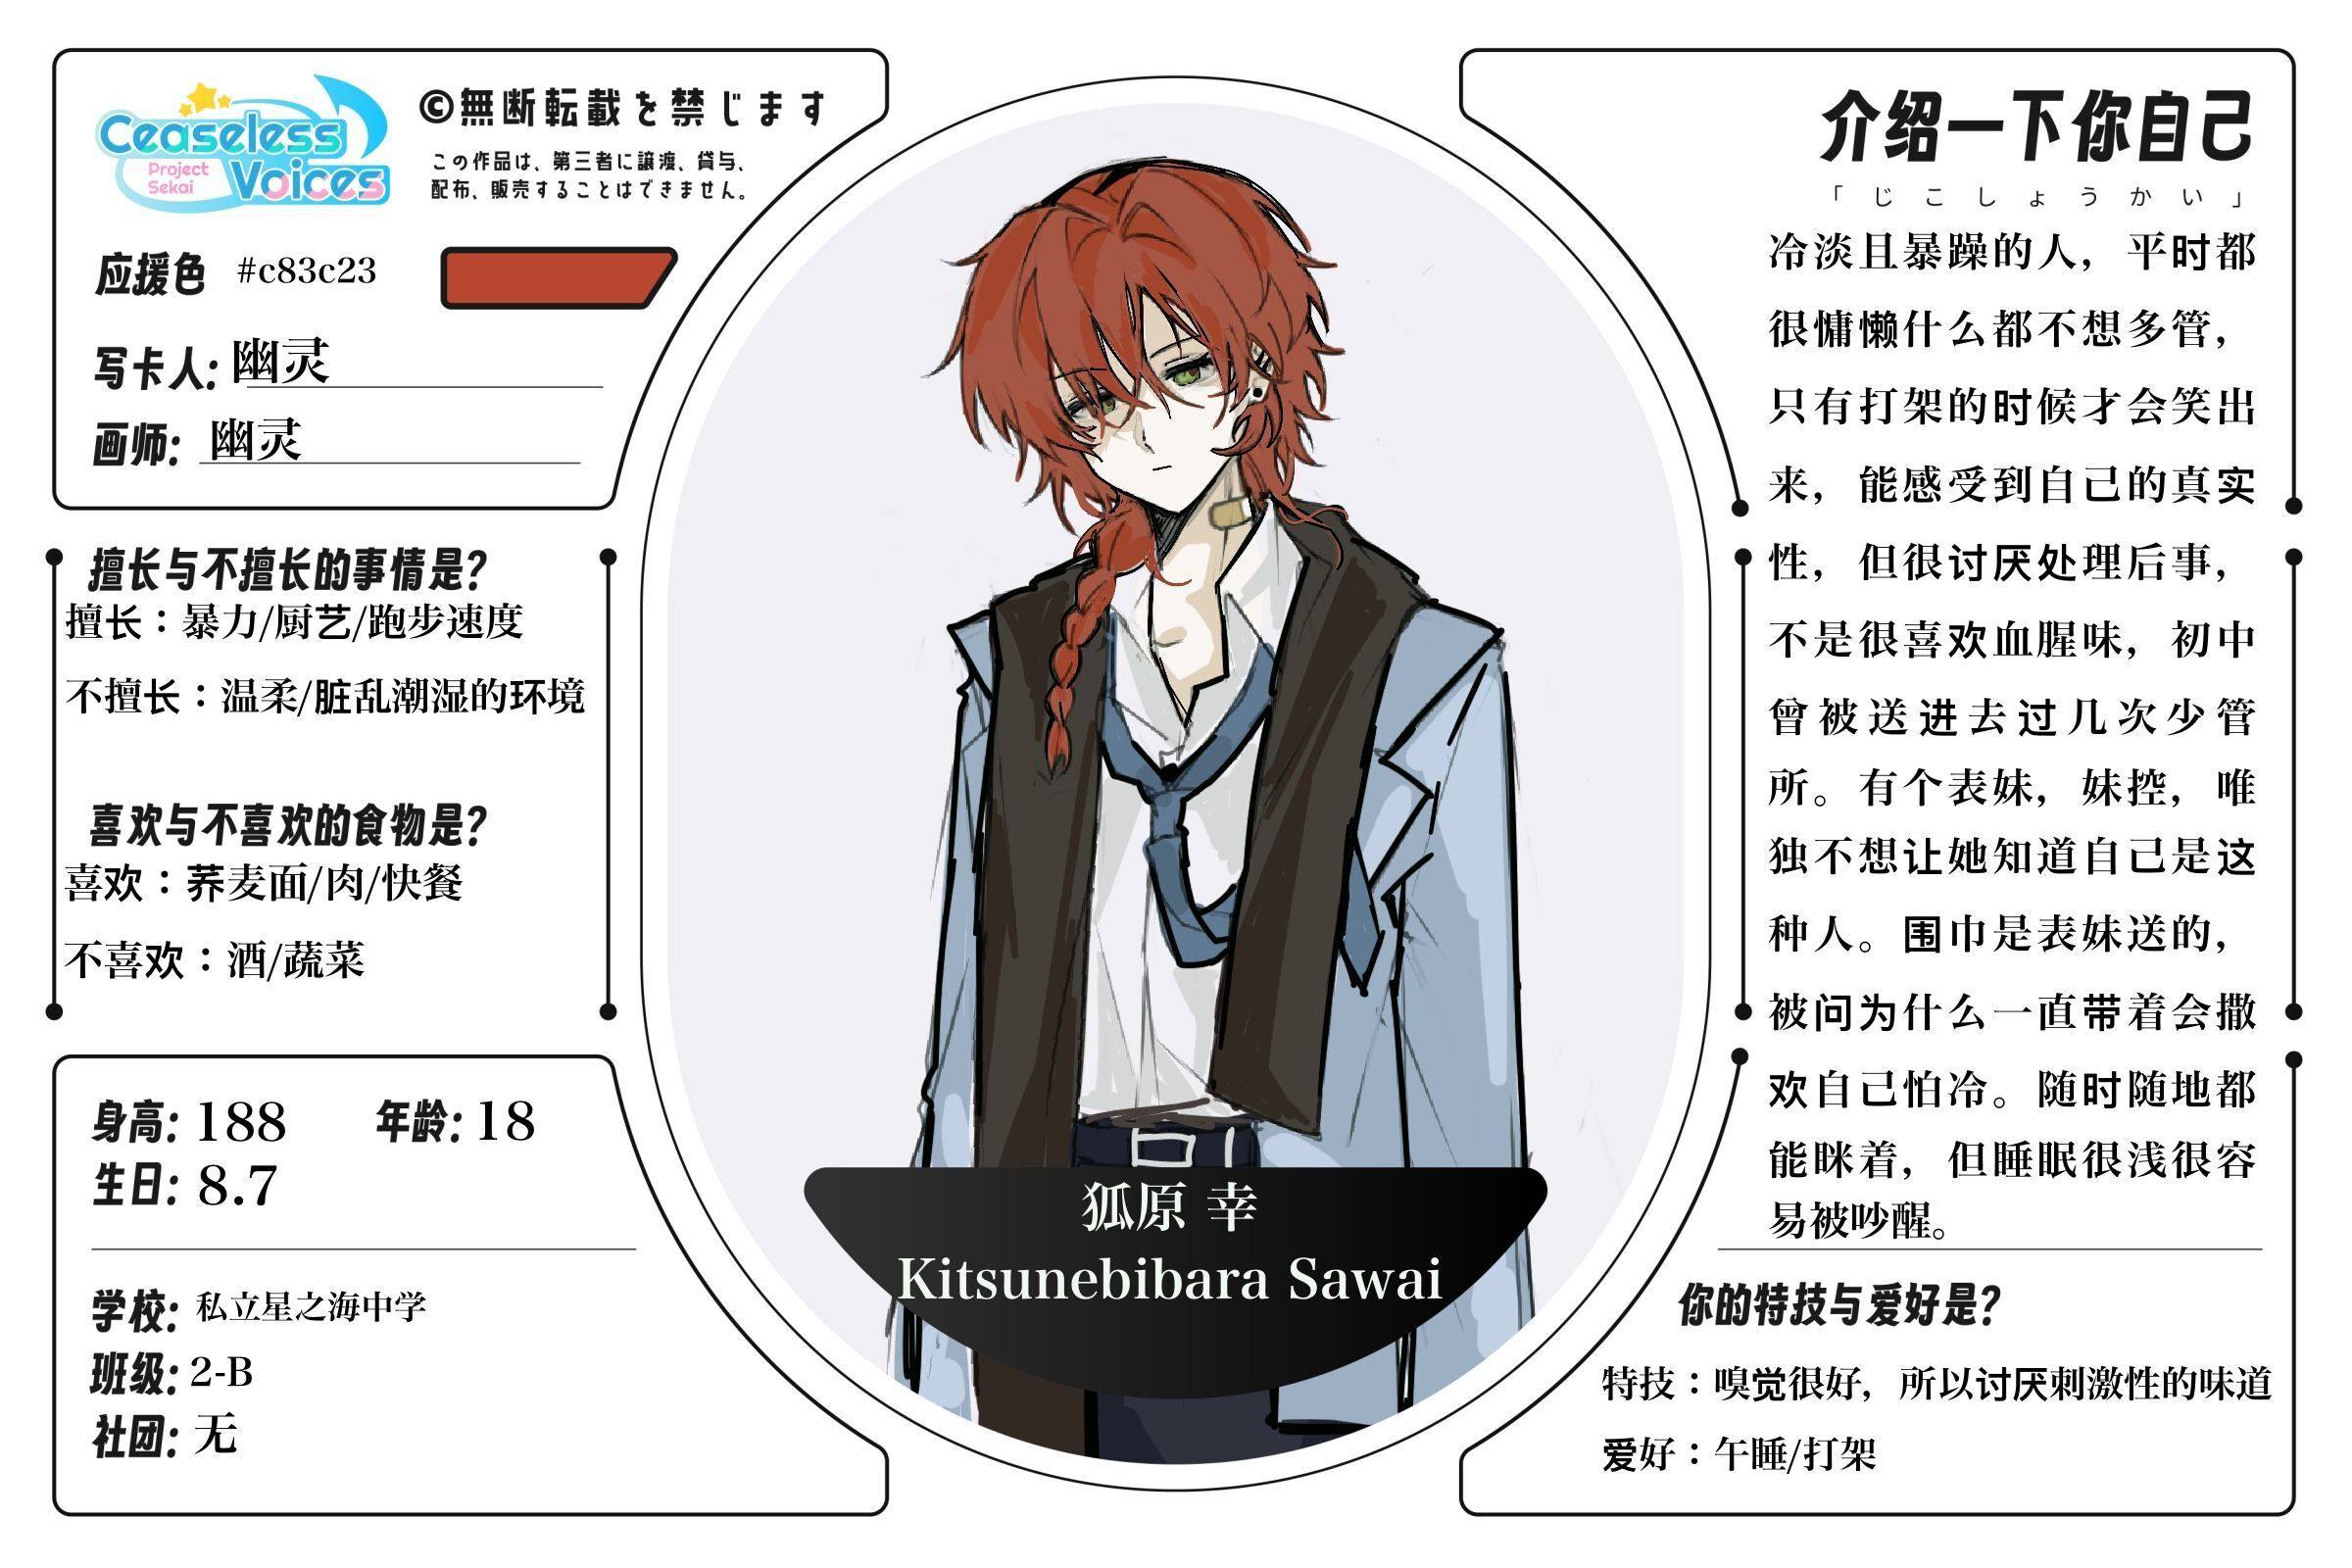 Ceaseless
Voices
Project
Sekai
©無断転載を禁じます
この作品は、第三者に譲渡、貸与、
配布、販売することはできません。
应援色 #c83c23
写卡人: 幽灵
画师: 幽灵
擅长与不擅长的事情是?
擅长：暴力/厨艺/跑步速度
不擅长：温柔/脏乱潮湿的环境
喜欢与不喜欢的食物是?
喜欢：荞麦面/肉/快餐
不喜欢：酒/蔬菜
身高: 188 年龄: 18
生日: 8.7
学校: 私立星之海中学
班级: 2-B
社团: 无
狐原 幸
Kitsunebibara Sawai
介绍一下你自己
「じこしょうかい」
冷淡且暴躁的人，平时都
很慵懒什么都不想多管，
只有打架的时候才会笑出
来，能感受到自己的真实
性，但很讨厌处理后事，
不是很喜欢血腥味，初中
曾被送进去过几次少管
所。有个表妹，妹控，唯
独不想让她知道自己是这
种人。围巾是表妹送的，
被问为什么一直带着会撒
欢自己怕冷。随时随地都
能眯着，但睡眠很浅很容
易被吵醒。
你的特技与爱好是?
特技：嗅觉很好，所以讨厌刺激性的味道
爱好：午睡/打架